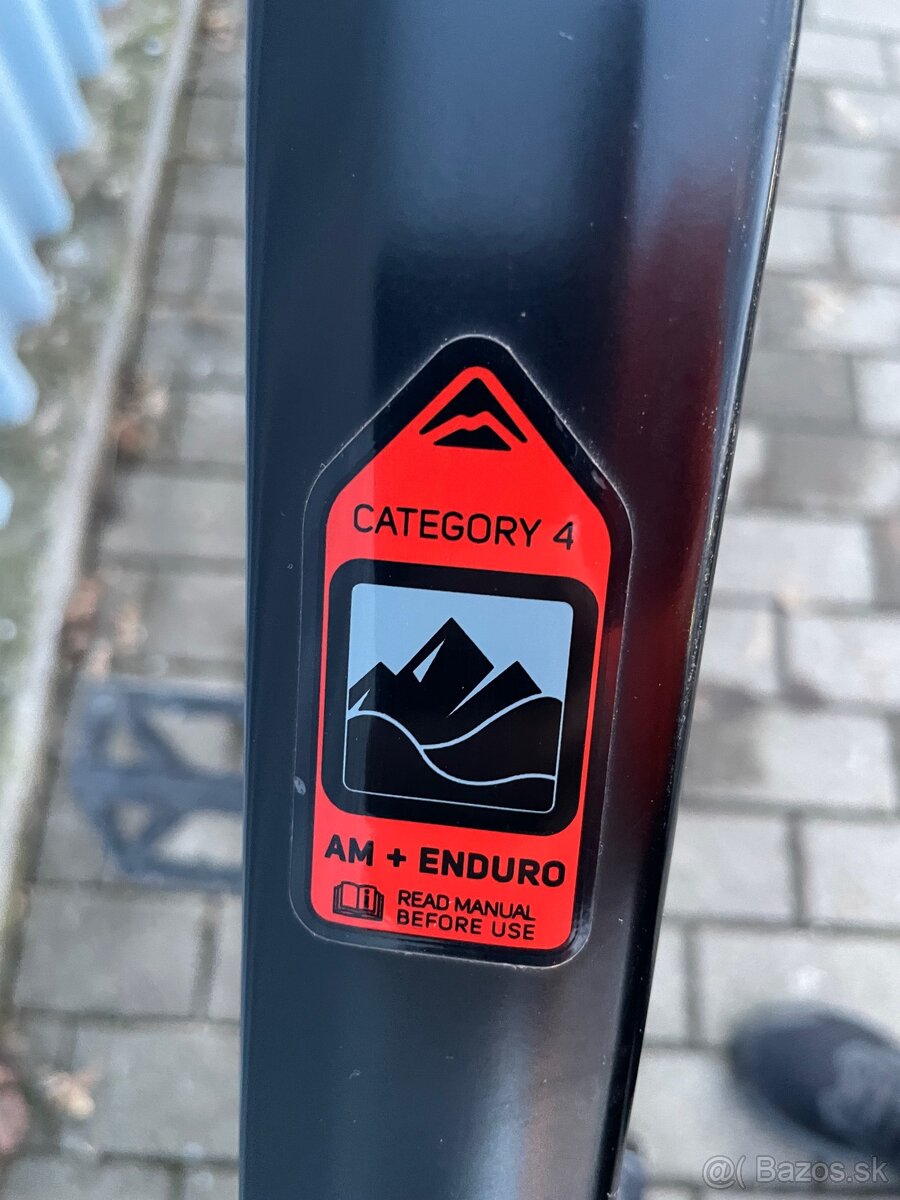 CATEGORY 4
AM + ENDURO
READ MANUAL
BEFORE USE
@( Bazos.sk